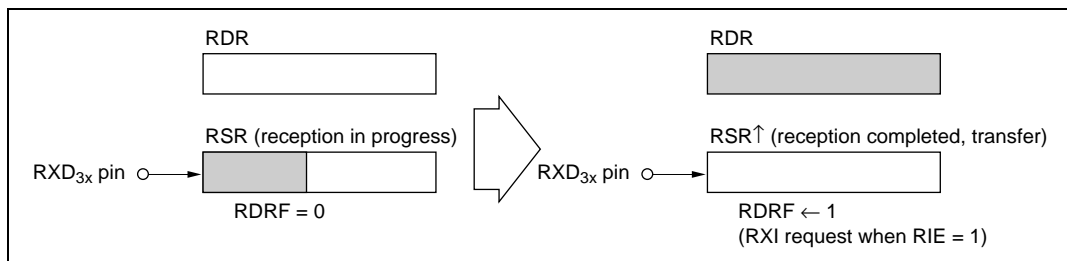 RDR
RSR (reception in progress)
RXD3x pin
RDRF = 0
RDR
RSR↑ (reception completed, transfer)
RXD3x pin
RDRF ← 1
(RXI request when RIE = 1)